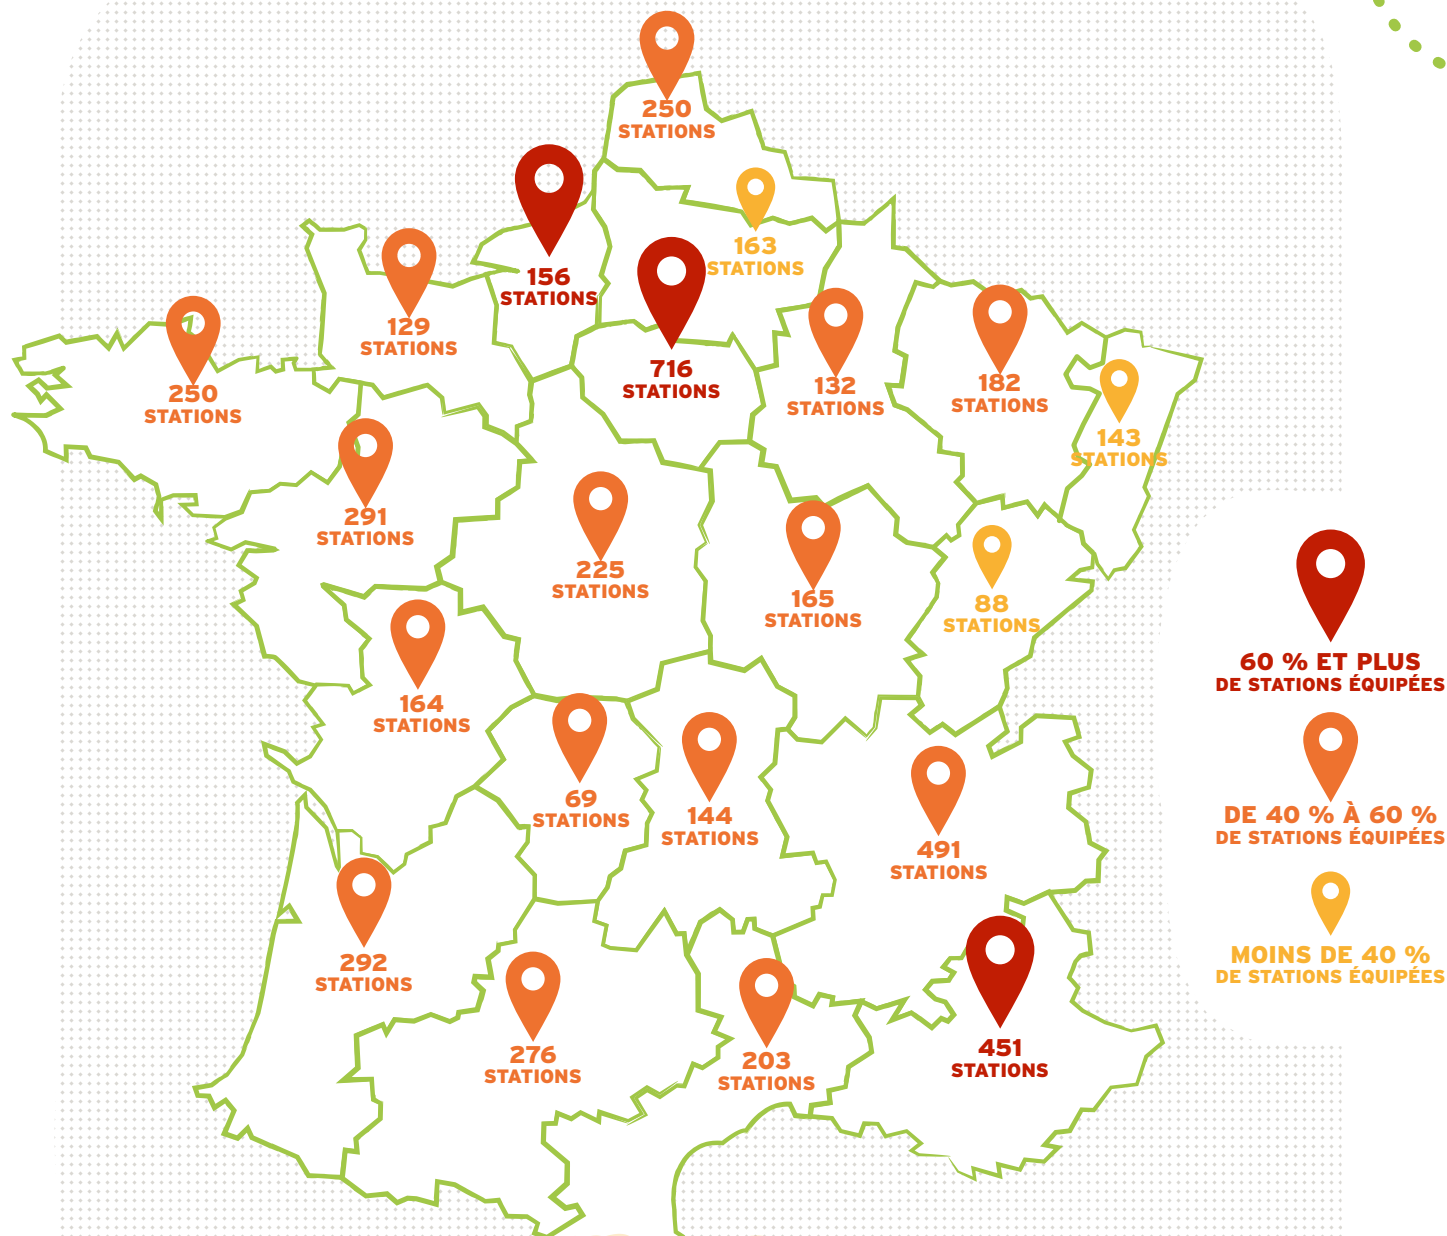 250
STATIONS
163
STATIONS
156
STATIONS
129
STATIONS
716
STATIONS
132
STATIONS
182
STATIONS
250
STATIONS
143
STATIONS
291
STATIONS
225
STATIONS
165
STATIONS
88
STATIONS
164
STATIONS
69
STATIONS
144
STATIONS
491
STATIONS
292
STATIONS
276
STATIONS
203
STATIONS
451
STATIONS
60 % ET PLUS
DE STATIONS ÉQUIPÉES
DE 40 % À 60 %
DE STATIONS ÉQUIPÉES
MOINS DE 40 %
DE STATIONS ÉQUIPÉES